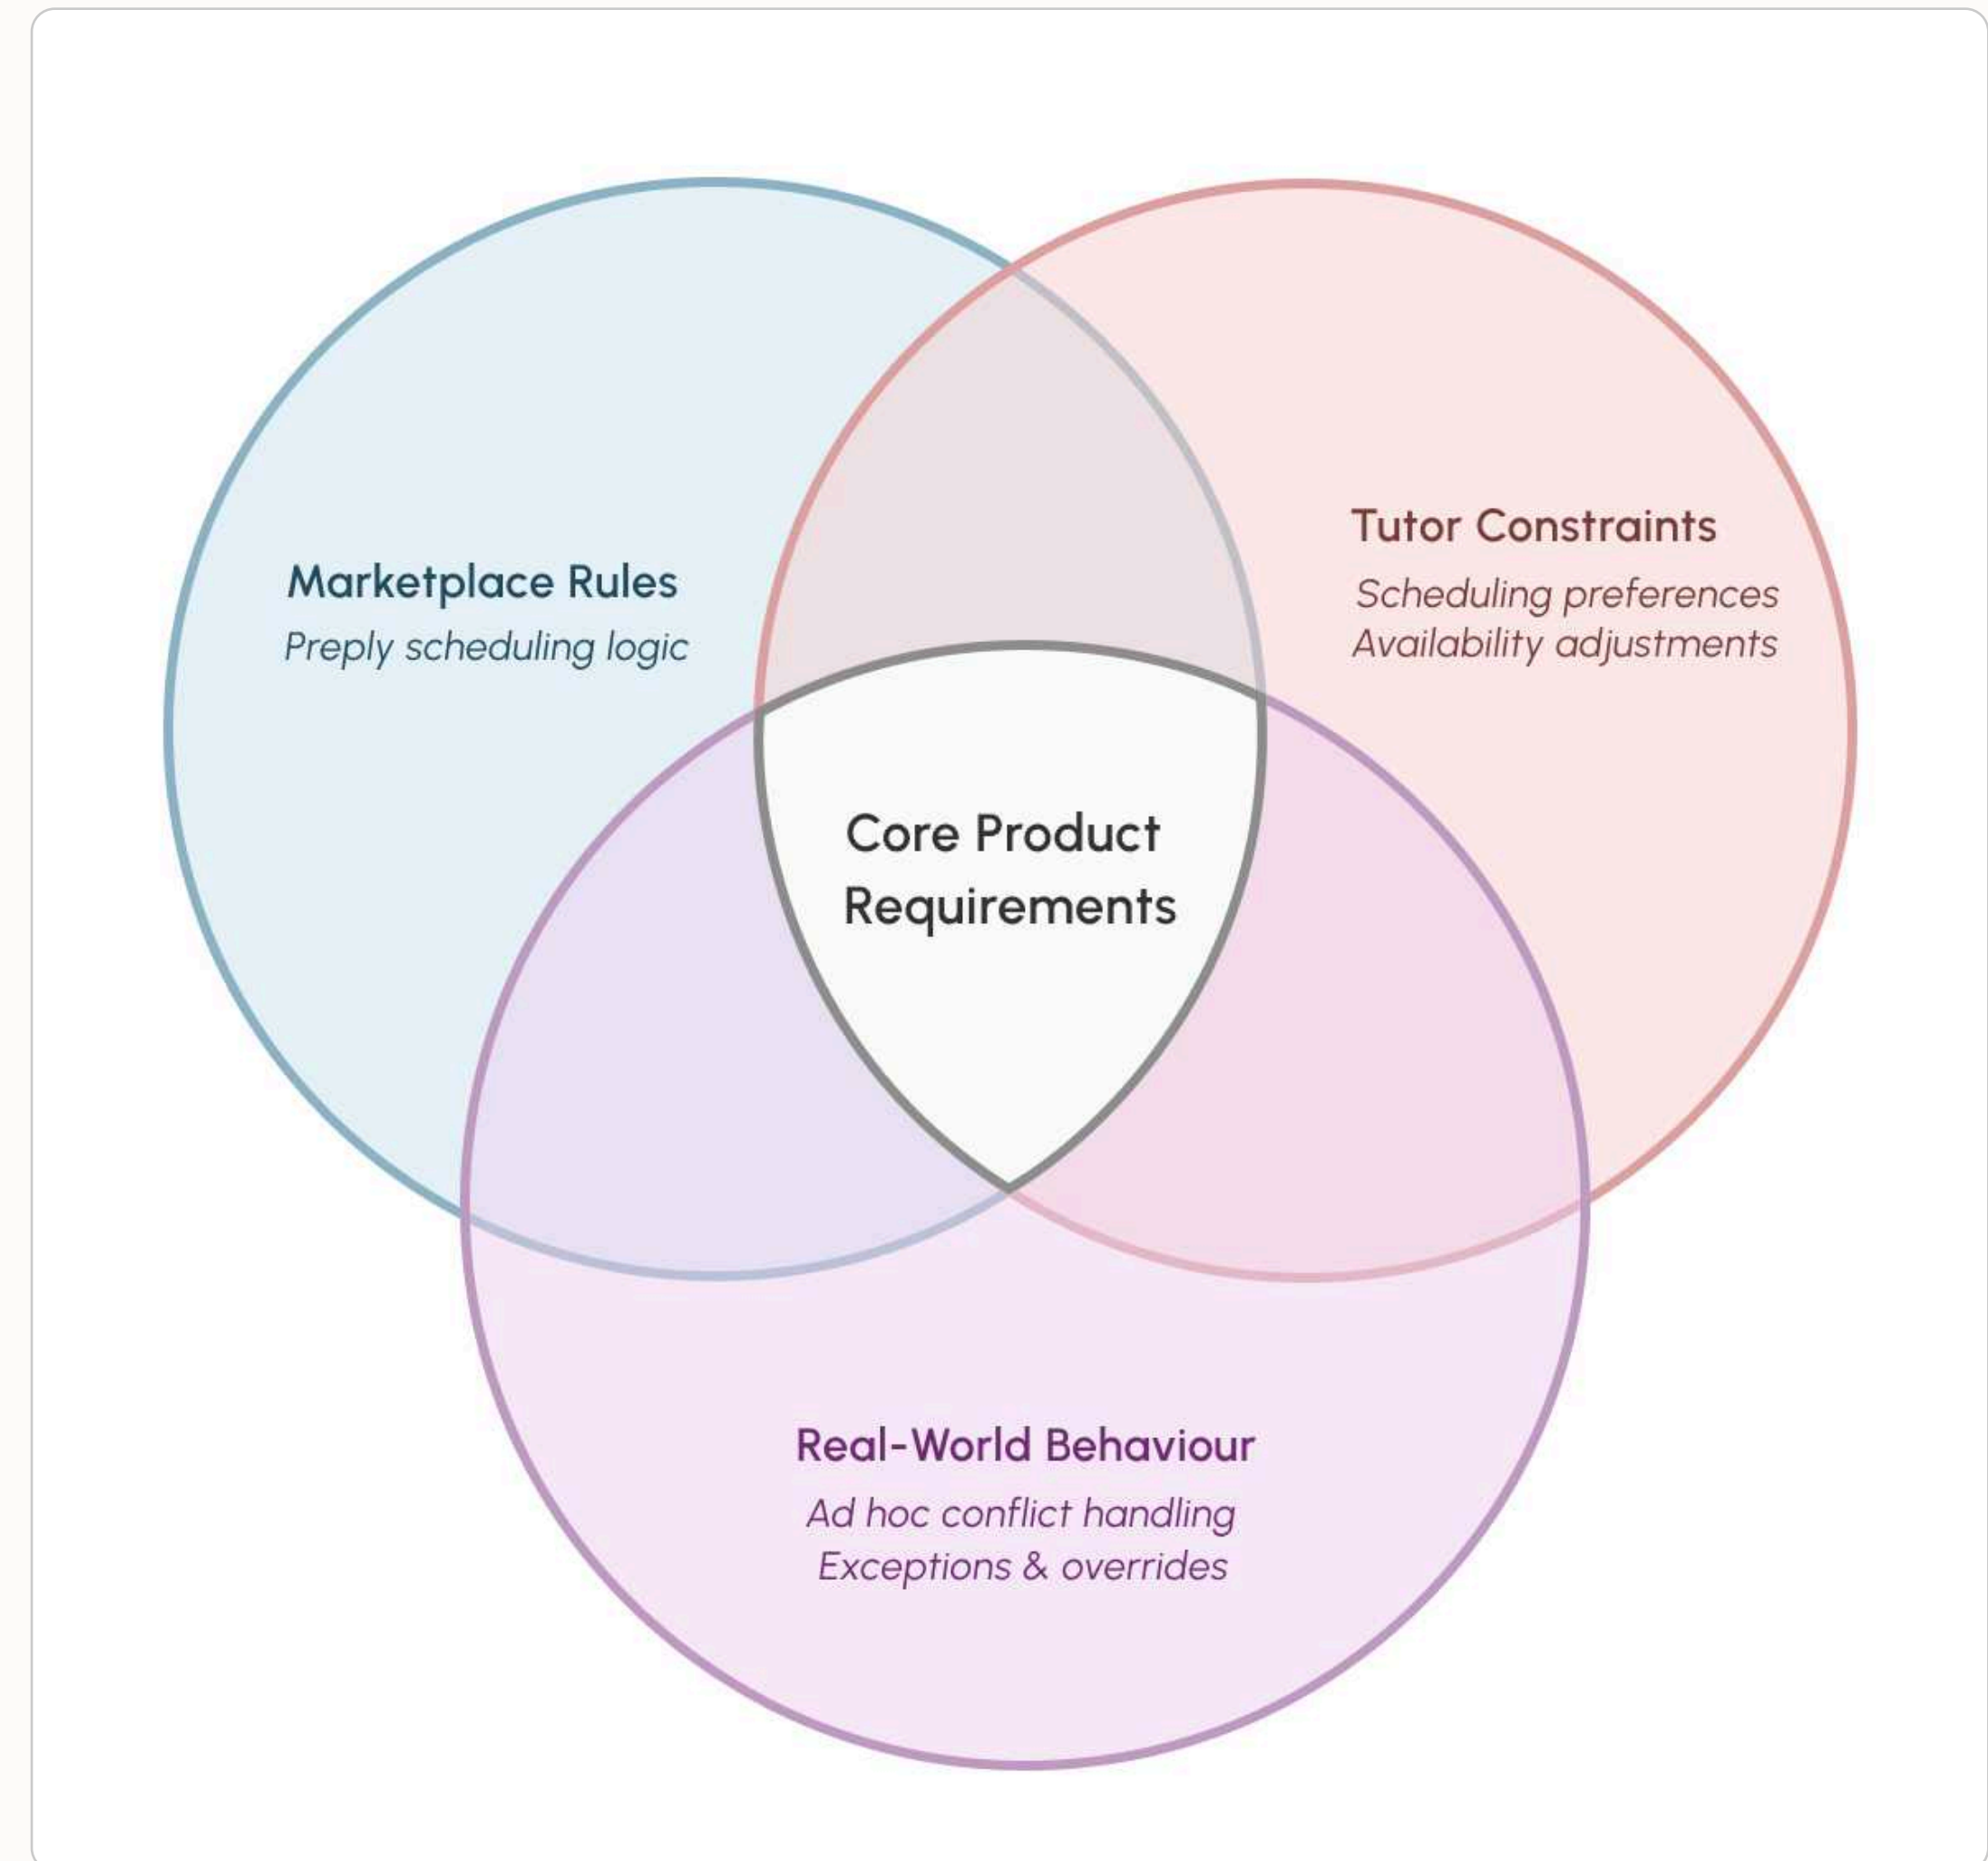 Marketplace Rules
Preply scheduling logic
Tutor Constraints
Scheduling preferences
Availability adjustments
Core Product
Requirements
Real-World Behaviour
Ad hoc conflict handling
Exceptions & overrides